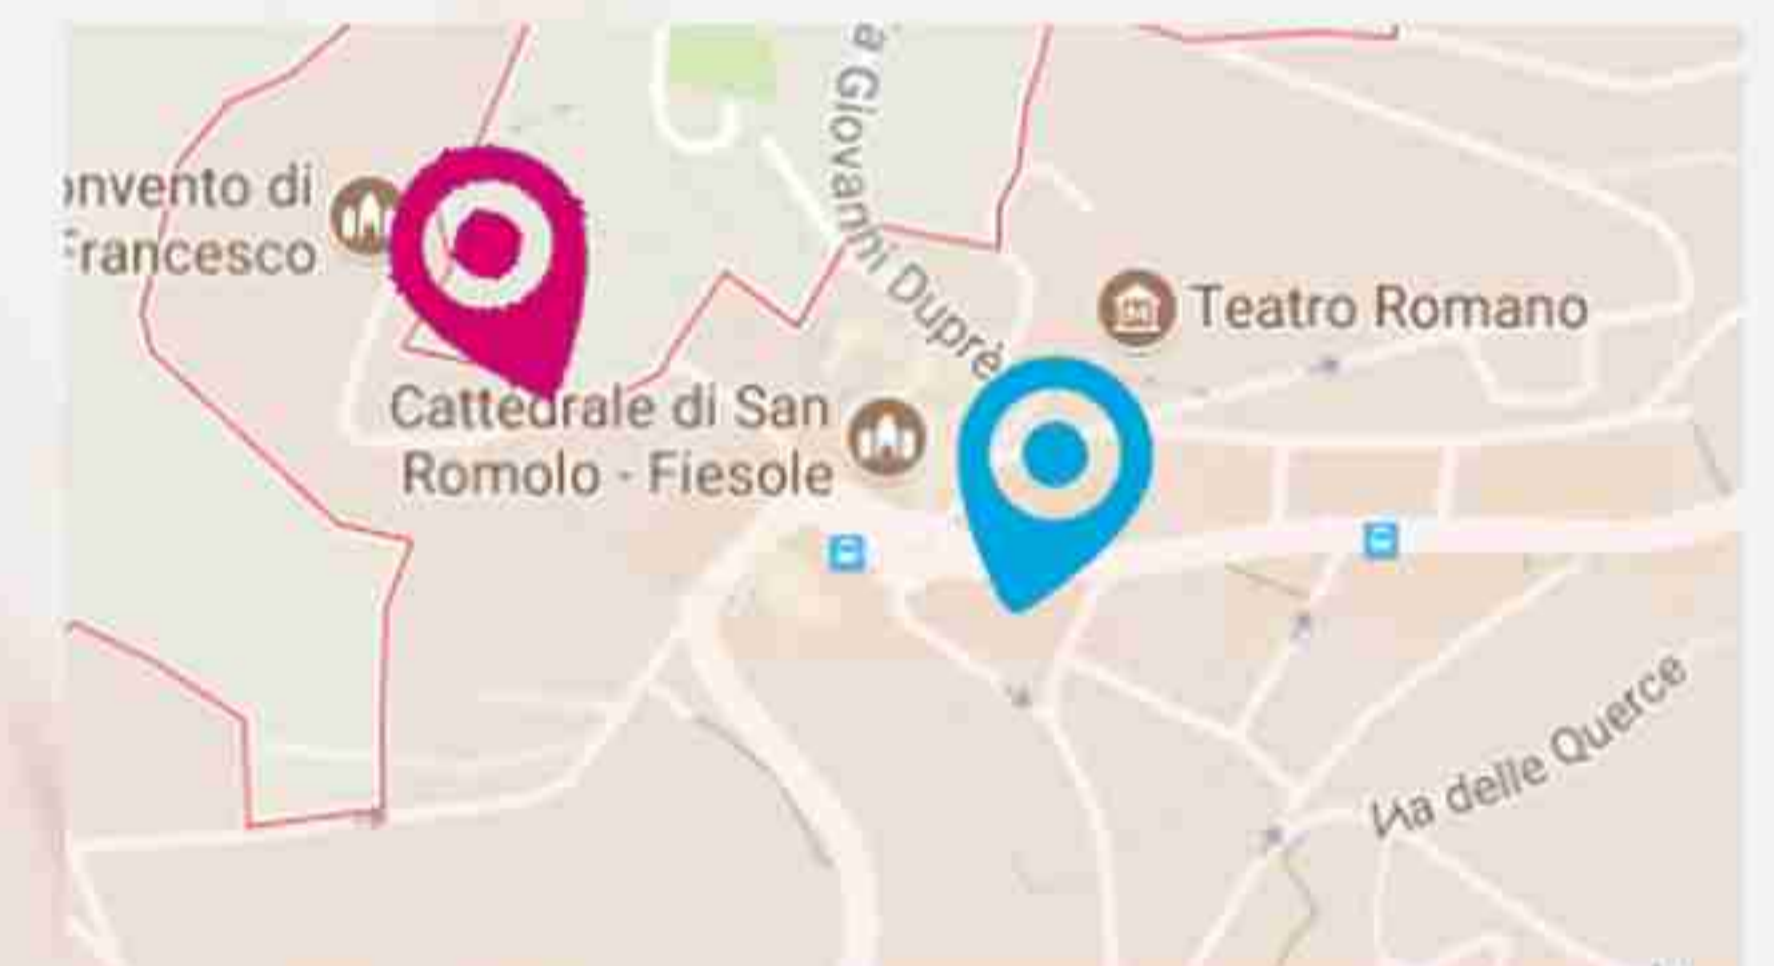 onvento di
Francesco
a Giovanni Duprè
Teatro Romano
Cattedrale di San
Romolo - Fiesole
Via delle Querce